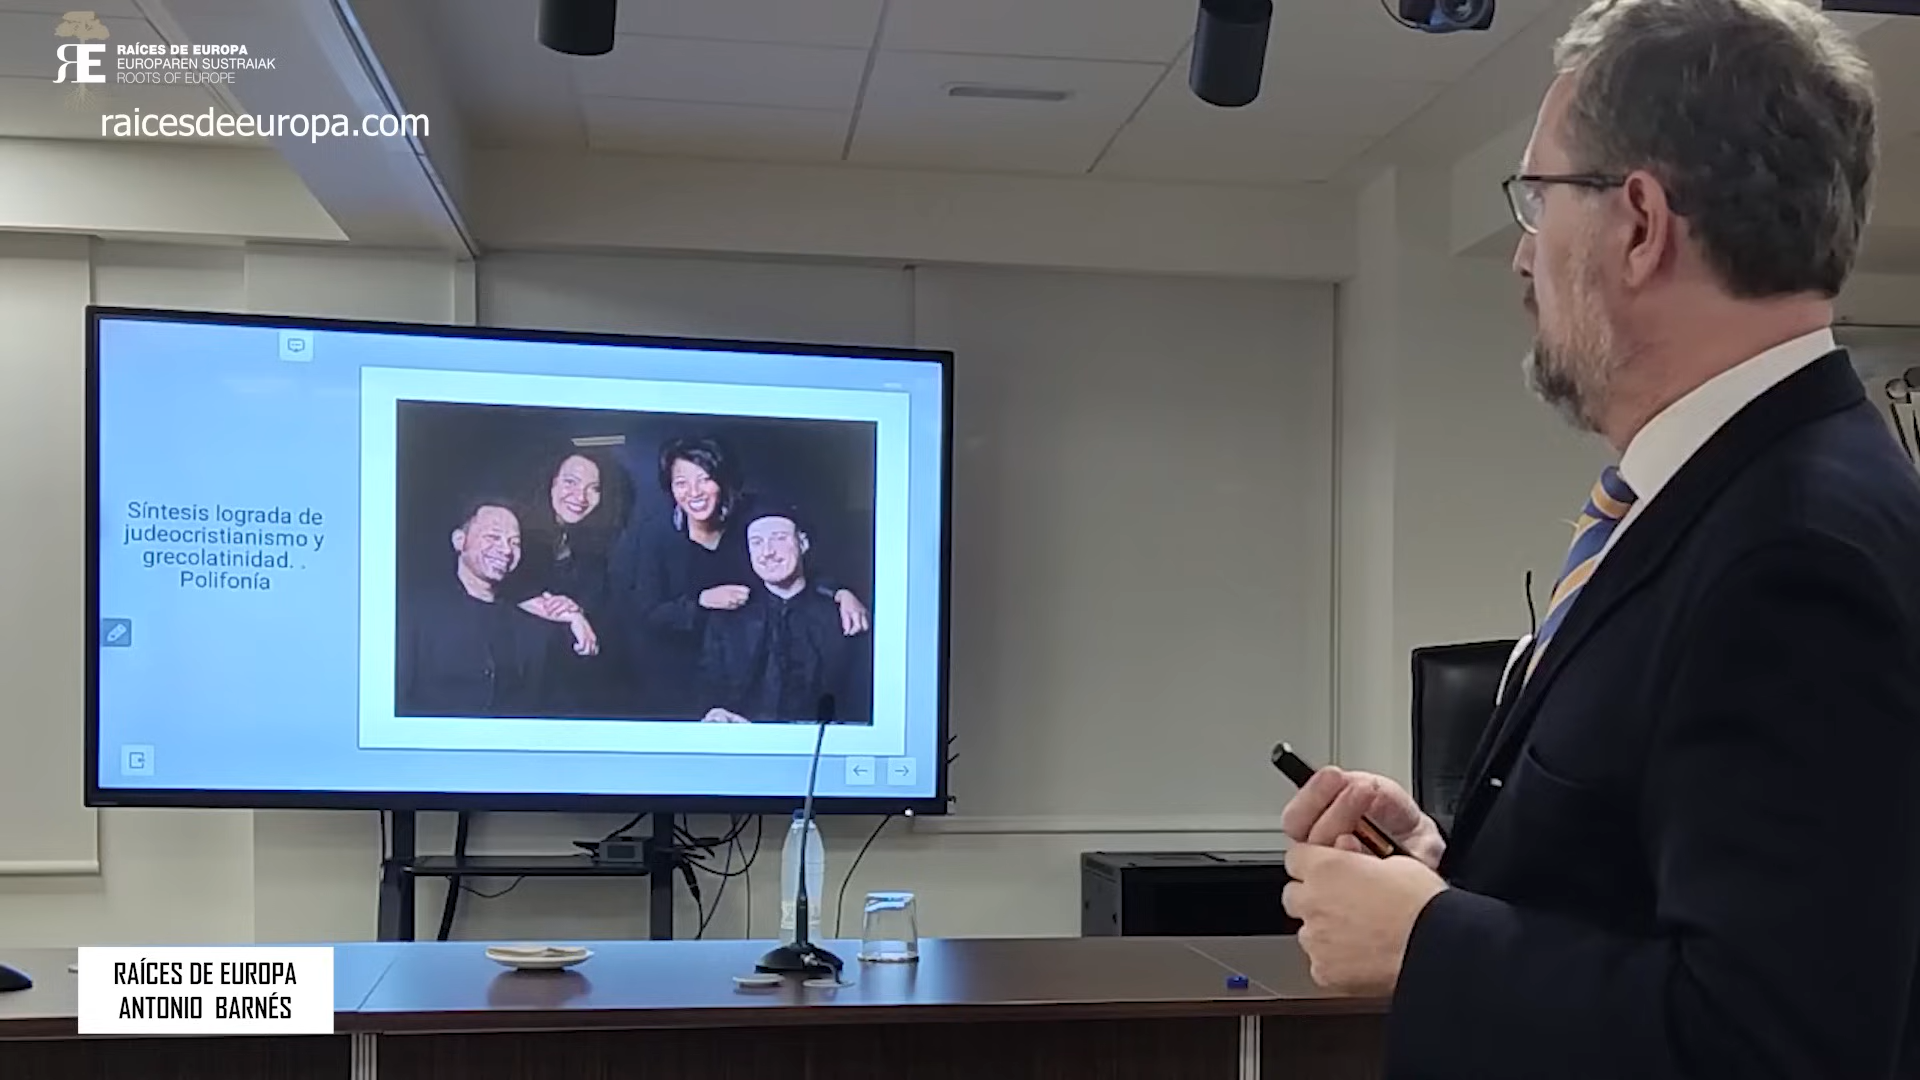 RAÍCES DE EUROPA
EUROPAREN SUSTRAIAK
ROOTS OF EUROPE
raicesdeeuropa.com
Síntesis lograda de
judeocristianismo y
grecolatinidad. .
Polifonía
RAÍCES DE EUROPA
ANTONIO BARNÉS